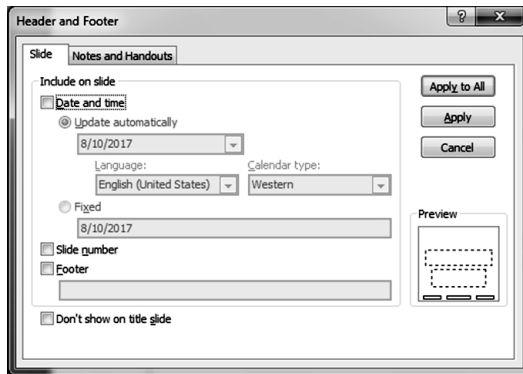 Header and Footer
Slide
Notes and Handouts
Include on slide
Date and time
Update automatically
8/10/2017
Language:
Calendar type:
English (United States)
Western
Fixed
8/10/2017
Slide number
Footer
Don't show on title slide
Apply to All
Apply
Cancel
Preview